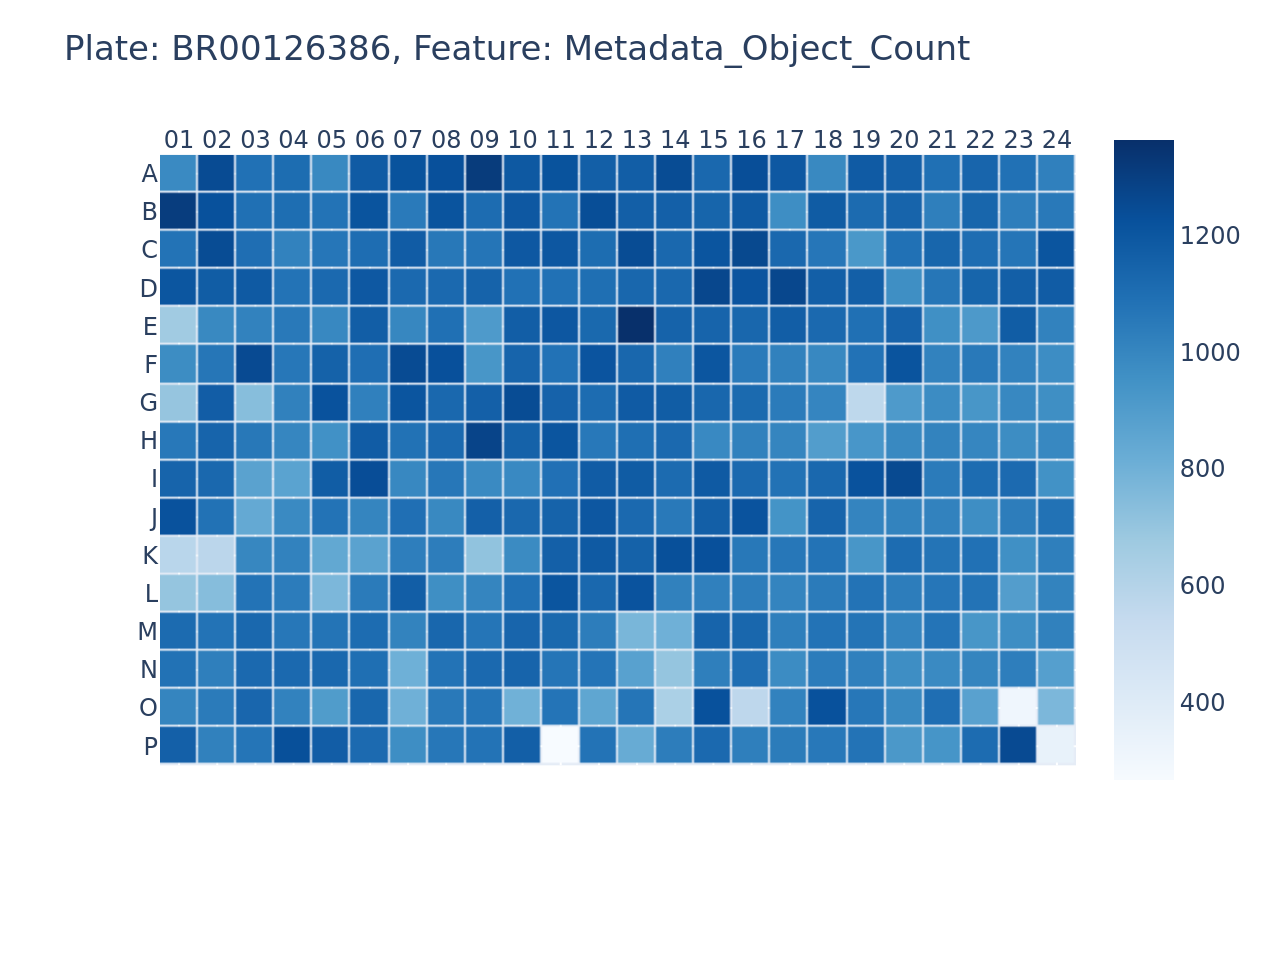 Plate: BR00126386, Feature: Metadata_Object_Count
01 02 03 04 05 06 07 08 09 10 11 12 13 14 15 16 17 18 19 20 21 22 23 24
A
B
C
D
E
F
G
H
I
J
K
L
M
N
O
P
1200
1000
800
600
400